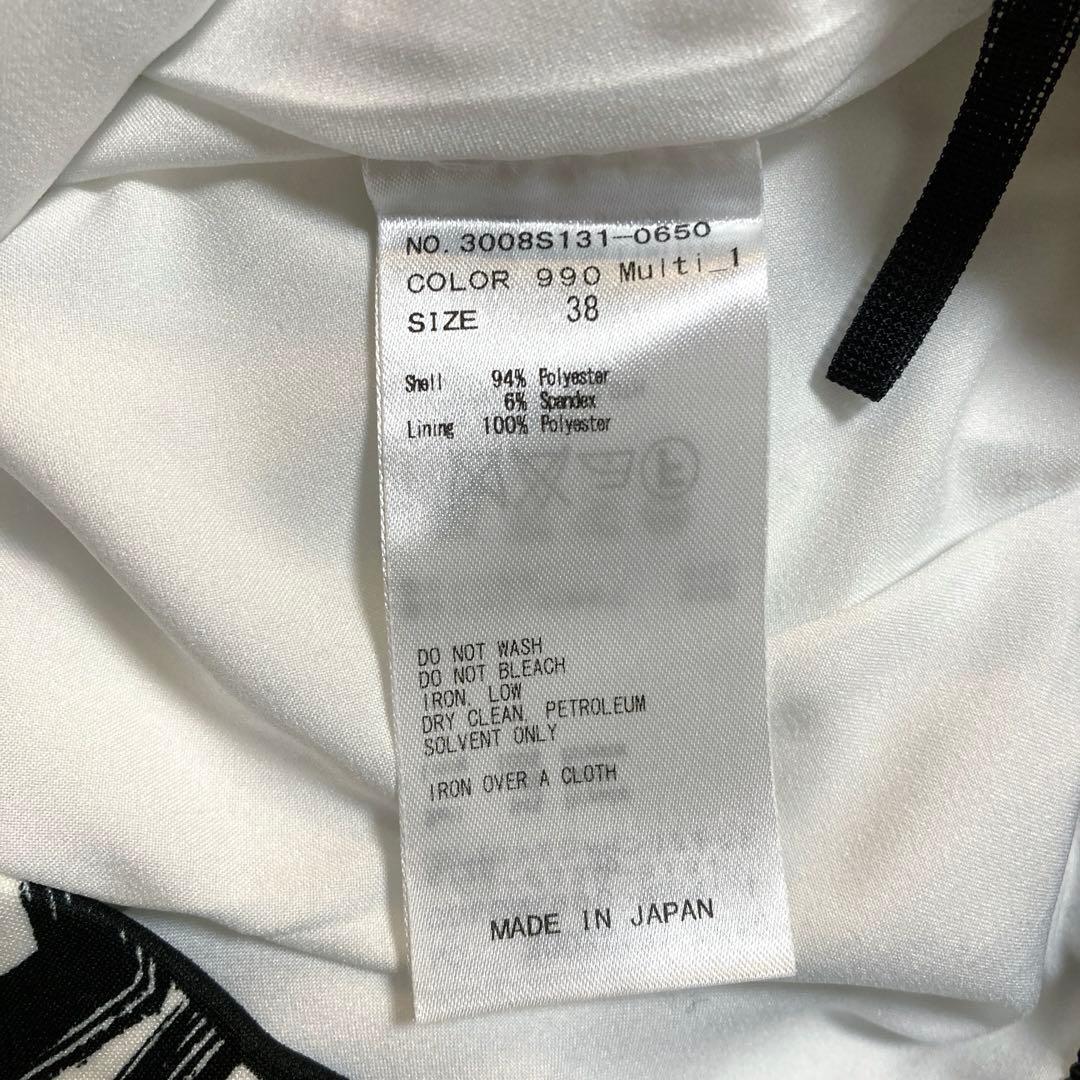 NO. 3008S131-0650
COLOR 990 Multi_1
SIZE 38
Shell 94% Polyester
6% Spandex
Lining 100% Polyester
DO NOT WASH
DO NOT BLEACH
IRON, LOW
DRY CLEAN, PETROLEUM
SOLVENT ONLY
IRON OVER A CLOTH
MADE IN JAPAN